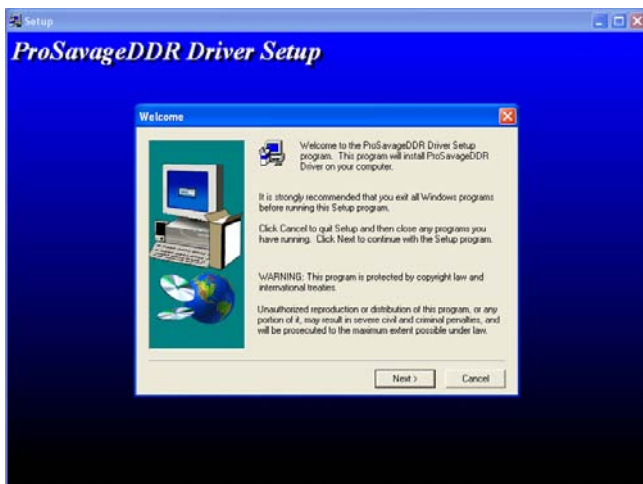 Setup
ProSavageDDR Driver Setup
Welcome
Welcome to the ProSavageDDR Driver Setup
program. This program will install ProSavageDDR
Driver on your computer.
It is strongly recommended that you exit all Windows programs
before running this Setup program.
Click Cancel to quit Setup and then close any programs you
have running. Click Next to continue with the Setup program.
WARNING: This program is protected by copyright law and
international treaties.
Unauthorized reproduction or distribution of this program, or any
portion of it, may result in severe civil and criminal penalties, and
will be prosecuted to the maximum extent possible under law.
Next >
Cancel